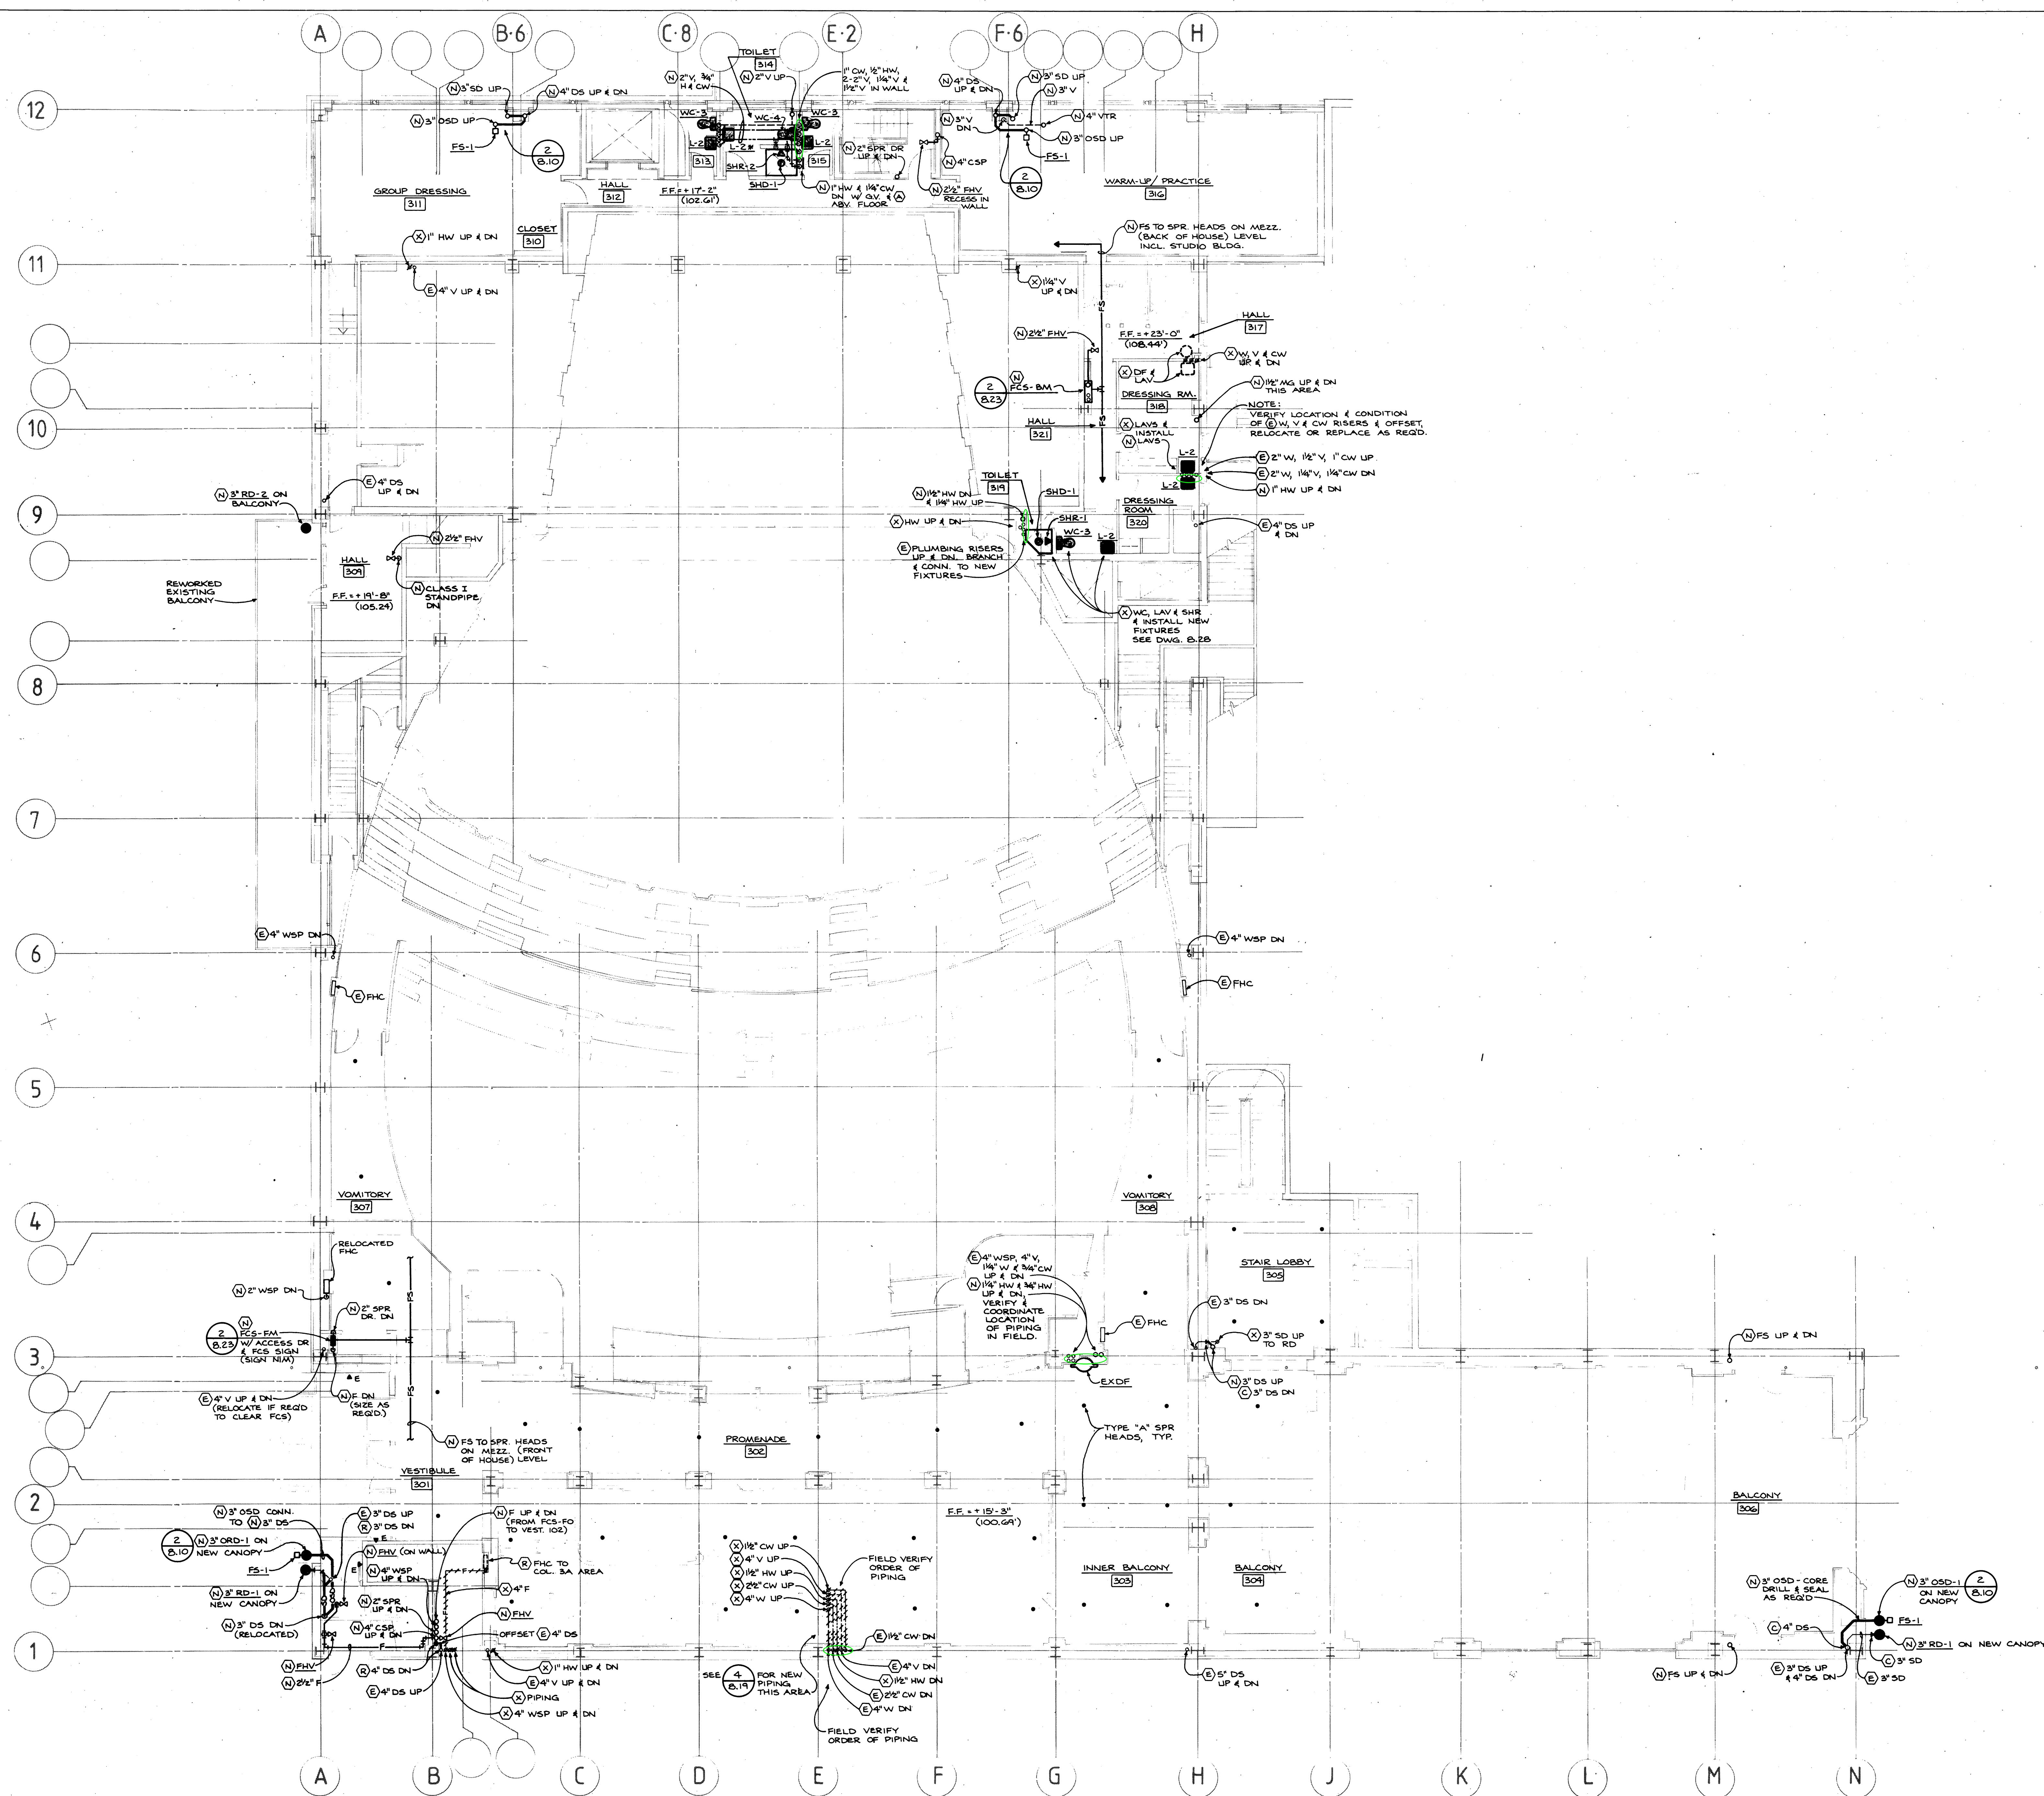 A
B·6
C·8
E·2
F·6
H
12
11
10
9
8
7
6
5
4
3
2
1
TOILET
314
(N) 2"V, 3/4"
H & CW
(N) 2"V UP
1" CW, 1/2" HW,
2-2"V, 1 1/4"V &
1 1/2"V IN WALL
(N) 3"SD UP
(N) 4"DS UP & DN
(N) 3" OSD UP
FS-1
2
8.10
WC-3
WC-4
WC-3
L-2
L-2
L-2
313
315
SHR-2
SHD-1
(N) 4"DS
UP & DN
(N) 3"SD UP
(N) 3"V
(N) 3"V
DN
(N) 4"VTR
(N) 3"OSD UP
FS-1
2
8.10
(N) 2"SPR DR
UP & DN
(N) 4"CSP
(N) 2 1/2" FHV
RECESS IN
WALL
(N) 1"HW & 1 1/4"CW
DN W/ G.V. & (A)
ABV. FLOOR
GROUP DRESSING
311
HALL
312
F.F. = + 17'-2"
(102.61')
WARM-UP/ PRACTICE
316
CLOSET
310
(X) 1" HW UP & DN
(E) 4" V UP & DN
(N) FS TO SPR. HEADS ON MEZZ.
(BACK OF HOUSE) LEVEL
INCL. STUDIO BLDG.
(X) 1 1/4"V
UP & DN
FS
(N) 2 1/2" FHV
F.F. = + 23'-0"
(108.44')
HALL
317
(X) W, V & CW
UP & DN
(X) DF &
LAV
(N)
2
8.23
FCS-BM
DRESSING RM.
318
(N) 1 1/2" MG UP & DN
THIS AREA
NOTE:
VERIFY LOCATION & CONDITION
OF (E) W, V & CW RISERS & OFFSET,
RELOCATE OR REPLACE AS REQ'D.
HALL
321
FS
(X) LAVS &
INSTALL
(N) LAVS
L-2
L-2
(E) 2" W, 1 1/2" V, 1" CW UP
(E) 2" W, 1 1/4"V, 1 1/4"CW DN
(N) 1" HW UP & DN
TOILET
319
SHD-1
SHR-1
WC-3
L-2
DRESSING
ROOM
320
(E) 4" DS UP
& DN
(N) 1 1/2" HW DN
& 1 1/4" HW UP
(X) HW UP & DN
(E) PLUMBING RISERS
UP & DN. BRANCH
& CONN. TO NEW
FIXTURES
(X) WC, LAV & SHR
& INSTALL NEW
FIXTURES
SEE DWG. 8.28
(E) 4" DS
UP & DN
(N) 3" RD-2 ON
BALCONY
(N) 2 1/2" FHV
HALL
309
(N) CLASS I
STANDPIPE
DN
F.F. = + 19'-8"
(105.24)
REWORKED
EXISTING
BALCONY
(E) 4" WSP DN
(E) 4" WSP DN
(E) FHC
(E) FHC
VOMITORY
307
VOMITORY
308
RELOCATED
FHC
(N) 2" WSP DN
(N) 2" SPR
DR. DN
(N)
2
8.23
FCS-FM
W/ ACCESS DR
& FCS SIGN
(SIGN NIM)
FS
FS
E
(E) 4" V UP & DN
(RELOCATE IF REQ'D
TO CLEAR FCS)
(N) F DN
(SIZE AS
REQ'D.)
(N) FS TO SPR. HEADS
ON MEZZ. (FRONT
OF HOUSE) LEVEL
PROMENADE
302
VESTIBULE
301
(E) 4" WSP, 4" V,
1 1/4" W & 3/4"CW
UP & DN
(N) 1 1/4" HW & 3/4" HW
UP & DN,
VERIFY &
COORDINATE
LOCATION
OF PIPING
IN FIELD.
(E) FHC
EXDF
TYPE "A" SPR
HEADS, TYP.
STAIR LOBBY
305
(E) 3" DS DN
(X) 3" SD UP
TO RD
(N) 3" DS UP
(C) 3" DS DN
(N) FS UP & DN
BALCONY
306
F.F. = + 15'-3"
(100.69')
INNER BALCONY
303
BALCONY
304
(N) 3" OSD CONN.
TO (N) 3" DS
2
8.10
(N) 3" ORD-1 ON
NEW CANOPY
FS-1
(N) 3" RD-1 ON
NEW CANOPY
(N) 3" DS DN
(RELOCATED)
(E) 3" DS UP
(R) 3" DS DN
E
E
(N) FHV (ON WALL)
(N) 4" WSP
UP & DN
(N) 2" SPR
UP & DN
(N) 4" CSP
UP & DN
(N) F UP & DN
(FROM FCS-FO
TO VEST. 102)
(R) FHC TO
COL. 3A AREA
(X) 4" F
(N) FHV
OFFSET (E) 4" DS
F
F
F
(N) FHV
(N) 2 1/2" F
(R) 4" DS DN
(E) 4" DS UP
(X) 1" HW UP & DN
(E) 4" V UP & DN
(X) PIPING
(X) 4" WSP UP & DN
(X) 1 1/2" CW UP
(X) 4" V UP
(X) 1 1/2" HW UP
(X) 2 1/2" CW UP
(X) 4" W UP
FIELD VERIFY
ORDER OF
PIPING
(E) 1 1/2" CW DN
(E) 4" V DN
(X) 1 1/2" HW DN
(E) 2 1/2" CW DN
(E) 4" W DN
SEE
4
8.19
FOR NEW
PIPING
THIS AREA
FIELD VERIFY
ORDER OF PIPING
(E) 5" DS
UP & DN
(N) 3" OSD - CORE
DRILL & SEAL
AS REQ'D
(N) 3" OSD-1
ON NEW
CANOPY
2
8.10
FS-1
(C) 4" DS
(N) 3" RD-1 ON NEW CANOPY
(C) 3" SD
(E) 3" SD
(N) FS UP & DN
(E) 3" DS UP
& 4" DS DN
A
B
C
D
E
F
G
H
J
K
L
M
N